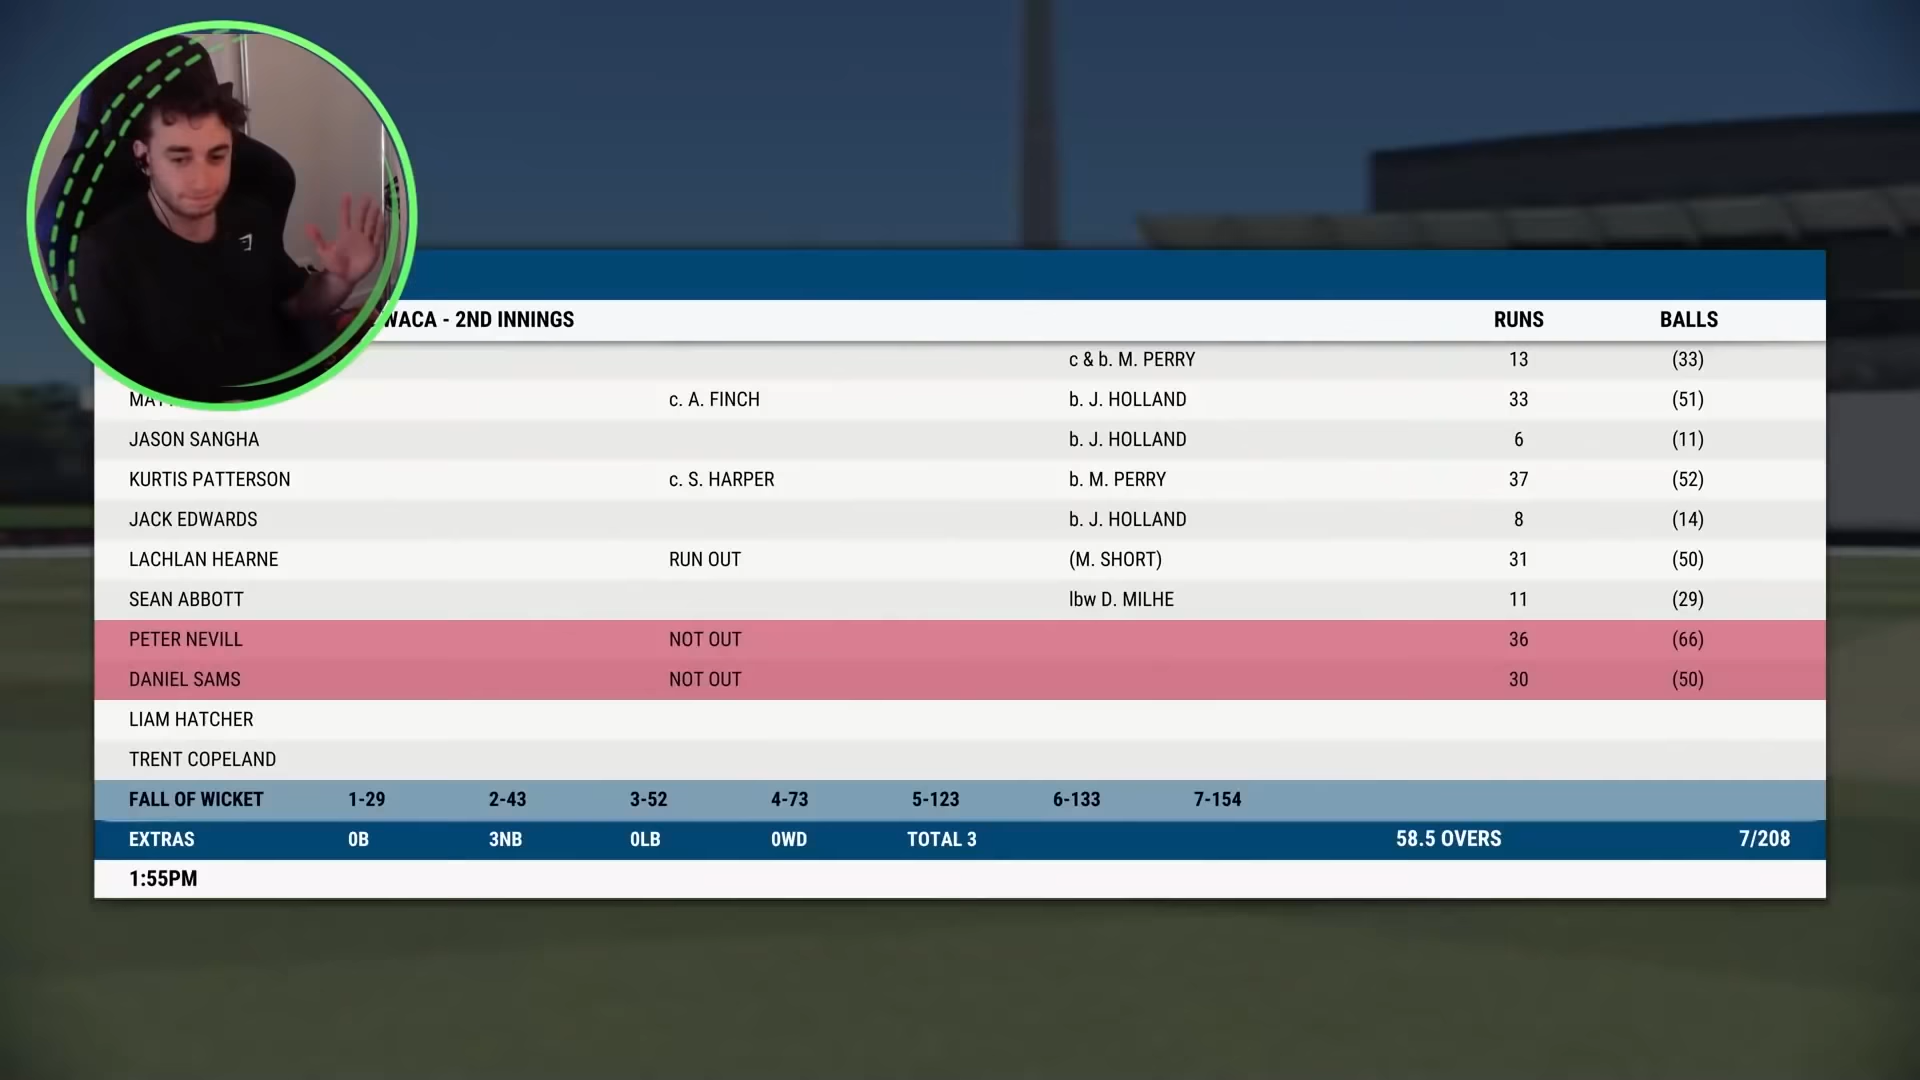 WACA - 2ND INNINGS RUNS BALLS
c & b. M. PERRY 13 (33)
c. A. FINCH b. J. HOLLAND 33 (51)
JASON SANGHA b. J. HOLLAND 6 (11)
KURTIS PATTERSON c. S. HARPER b. M. PERRY 37 (52)
JACK EDWARDS b. J. HOLLAND 8 (14)
LACHLAN HEARNE RUN OUT (M. SHORT) 31 (50)
SEAN ABBOTT lbw D. MILHE 11 (29)
PETER NEVILL NOT OUT 36 (66)
DANIEL SAMS NOT OUT 30 (50)
LIAM HATCHER
TRENT COPELAND
FALL OF WICKET 1-29 2-43 3-52 4-73 5-123 6-133 7-154
EXTRAS 0B 3NB 0LB 0WD TOTAL 3 58.5 OVERS 7/208
1:55PM